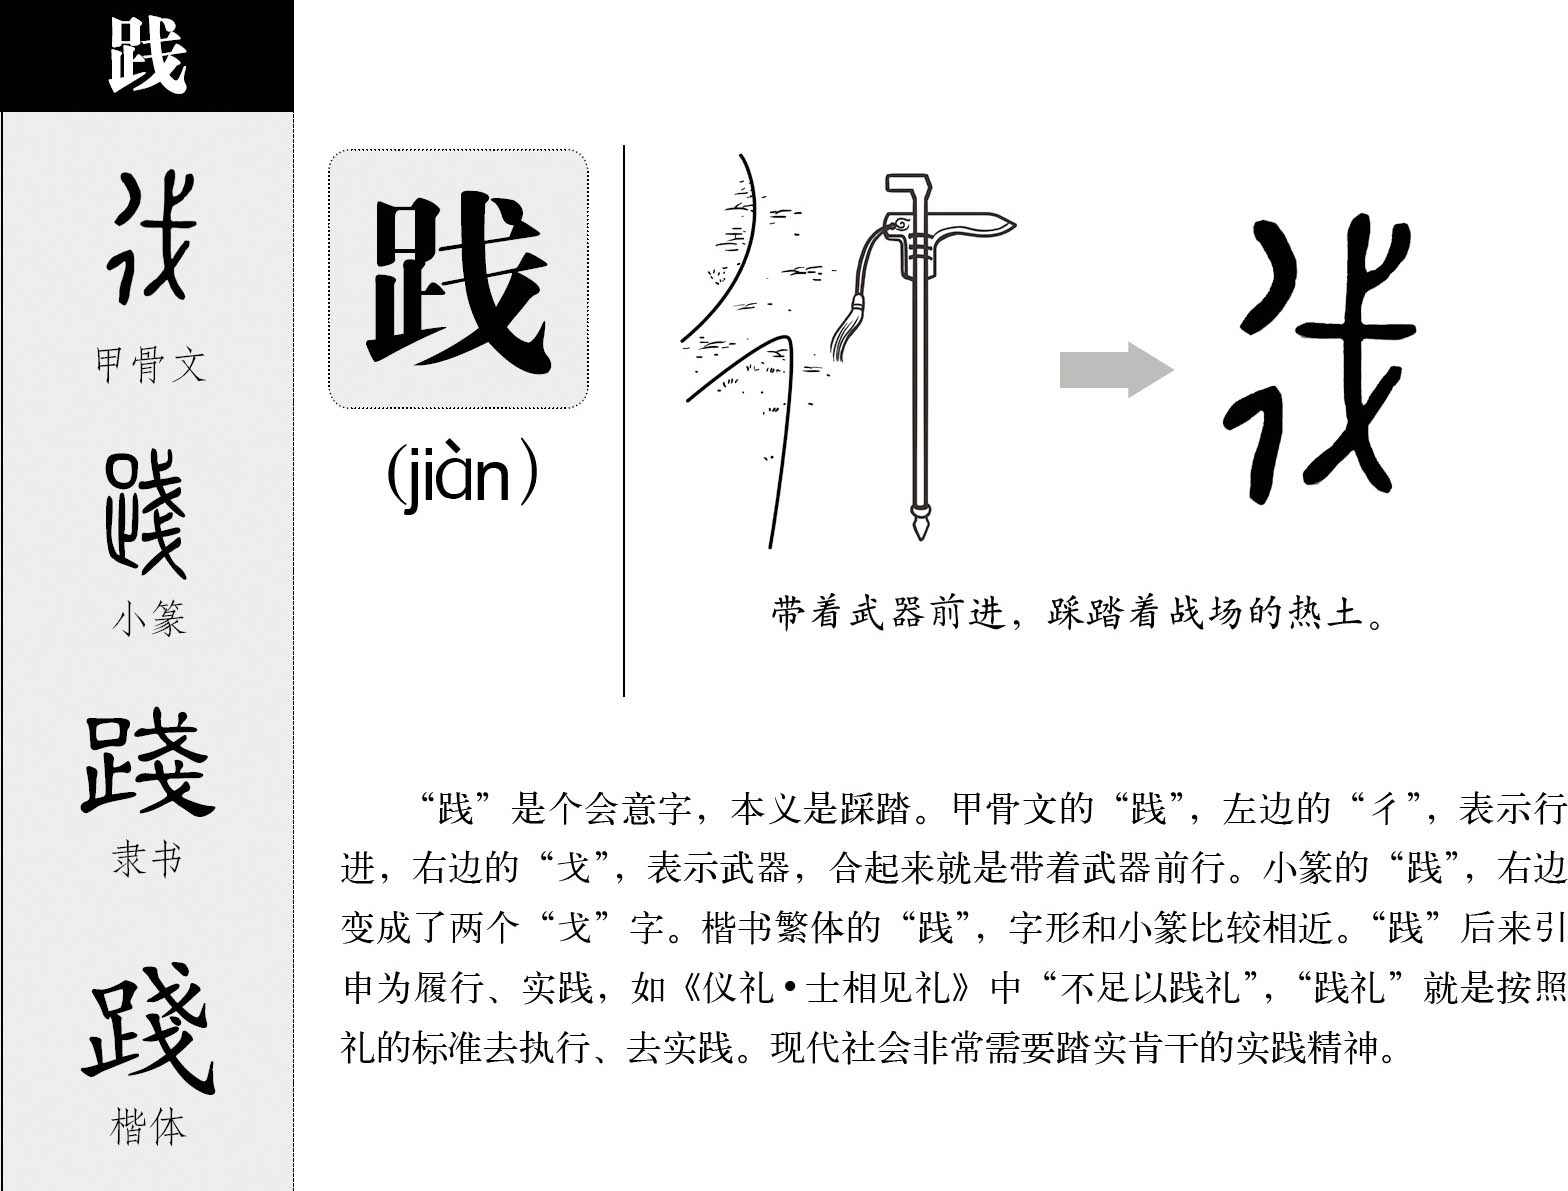 践
甲骨文
小篆
隶书
楷体
践
(jiàn)
带着武器前进，踩踏着战场的热土。
“践”是个会意字，本义是踩踏。甲骨文的“践”，左边的“彳”，表示行
进，右边的“戈”，表示武器，合起来就是带着武器前行。小篆的“践”，右边
变成了两个“戈”字。楷书繁体的“践”，字形和小篆比较相近。“践”后来引
申为履行、实践，如《仪礼·士相见礼》中“不足以践礼”，“践礼”就是按照
礼的标准去执行、去实践。现代社会非常需要踏实肯干的实践精神。